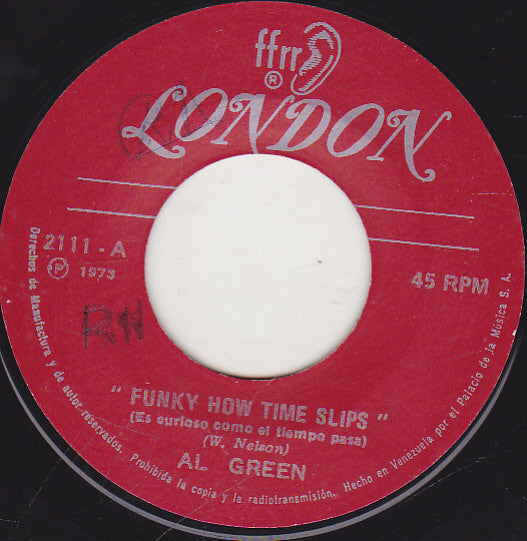 ffrr
®
LONDON
2111-A
Ⓟ 1973
45 RPM
RN
" FUNKY HOW TIME SLIPS "
(Es curioso como el tiempo pasa)
(W. Nelson)
AL GREEN
Derechos de Manufactura y de autor reservados. Prohibida la copia y la radiotransmisión. Hecho en Venezuela por el Palacio de la Música S. A.